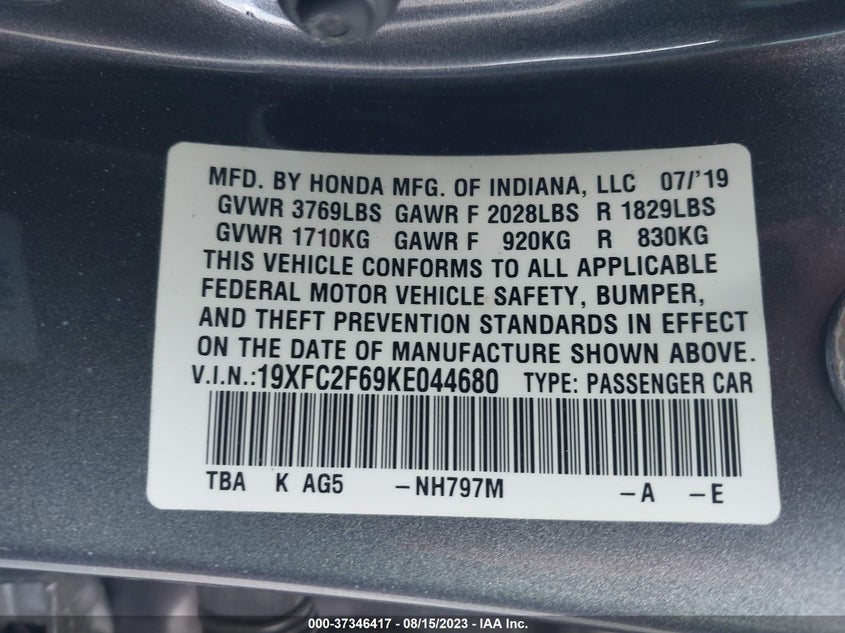 MFD. BY HONDA MFG. OF INDIANA, LLC 07/'19
GVWR 3769LBS GAWR F 2028LBS R 1829LBS
GVWR 1710KG GAWR F 920KG R 830KG
THIS VEHICLE CONFORMS TO ALL APPLICABLE
FEDERAL MOTOR VEHICLE SAFETY, BUMPER,
AND THEFT PREVENTION STANDARDS IN EFFECT
ON THE DATE OF MANUFACTURE SHOWN ABOVE.
V.I.N.:19XFC2F69KE044680 TYPE: PASSENGER CAR
TBA K AG5 -NH797M -A -E
000-37346417 - 08/15/2023 - IAA Inc.